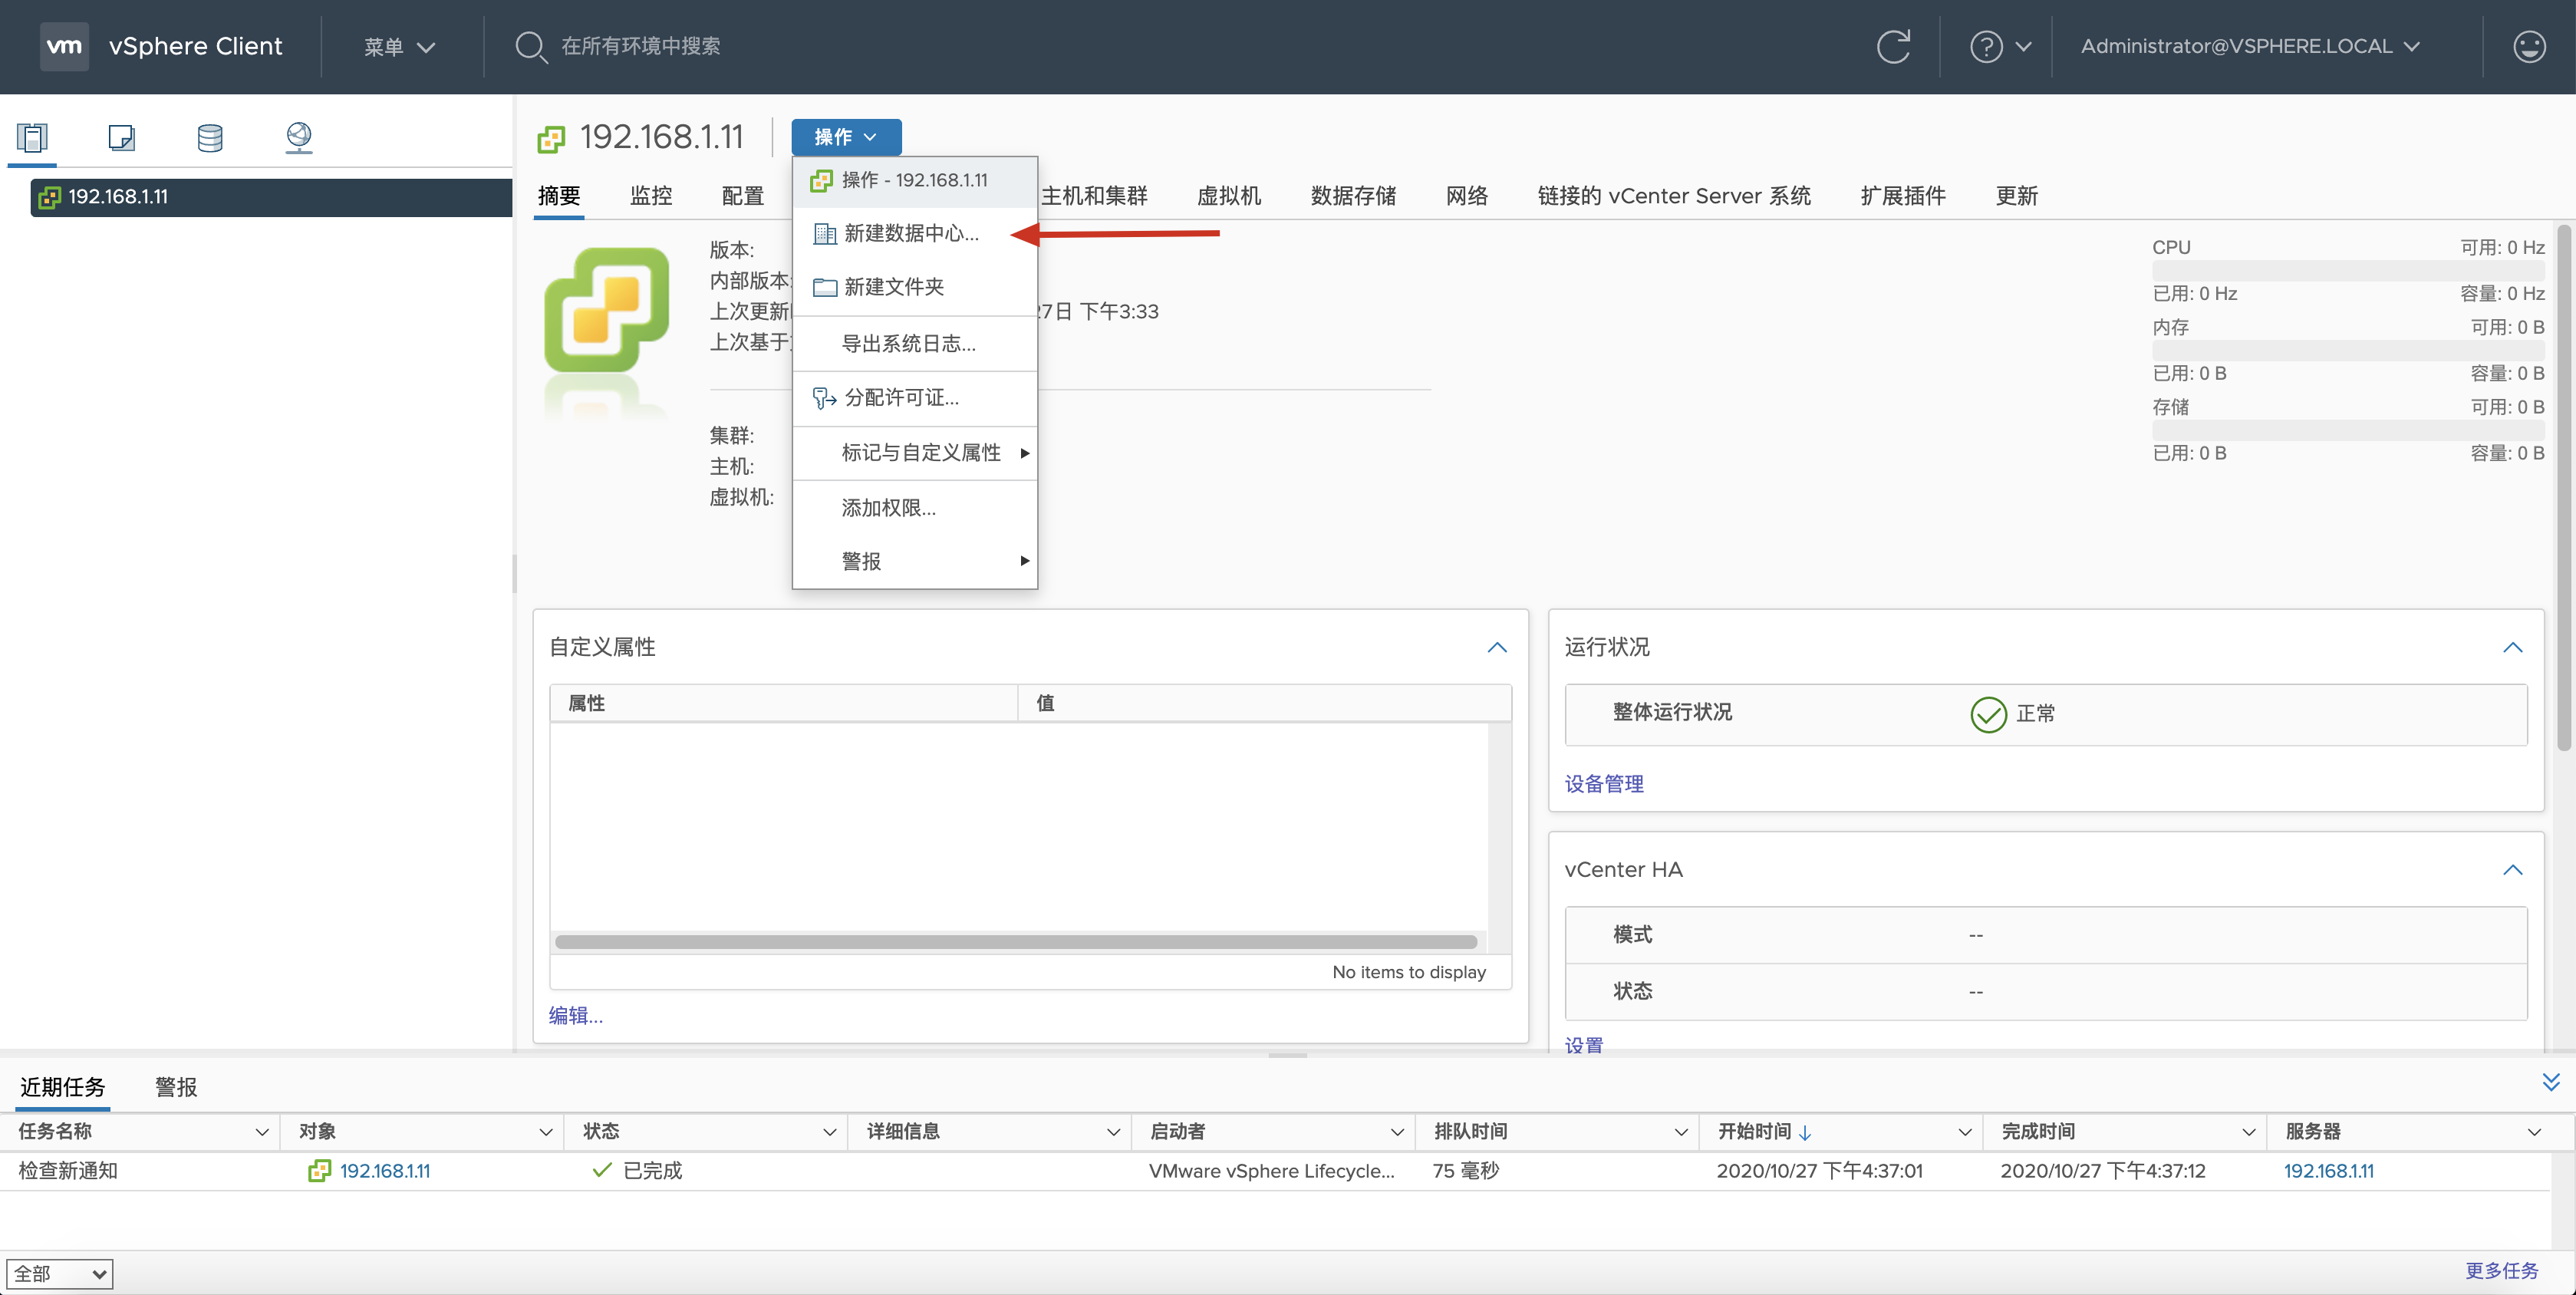 vm vSphere Client 菜单 在所有环境中搜索 Administrator@VSPHERE.LOCAL
192.168.1.11
192.168.1.11 操作
摘要 监控 配置 主机和集群 虚拟机 数据存储 网络 链接的 vCenter Server 系统 扩展插件 更新
操作 - 192.168.1.11
新建数据中心...
新建文件夹
导出系统日志...
分配许可证...
标记与自定义属性
添加权限...
警报
版本:
内部版本:
上次更新 27日 下午3:33
上次基于
集群:
主机:
虚拟机:
CPU 可用: 0 Hz
已用: 0 Hz 容量: 0 Hz
内存 可用: 0 B
已用: 0 B 容量: 0 B
存储 可用: 0 B
已用: 0 B 容量: 0 B
自定义属性
属性 值
No items to display
编辑...
运行状况
整体运行状况 正常
设备管理
vCenter HA
模式 --
状态 --
设置
近期任务 警报
任务名称 对象 状态 详细信息 启动者 排队时间 开始时间 完成时间 服务器
检查新通知 192.168.1.11 已完成 VMware vSphere Lifecycle... 75 毫秒 2020/10/27 下午4:37:01 2020/10/27 下午4:37:12 192.168.1.11
全部 更多任务